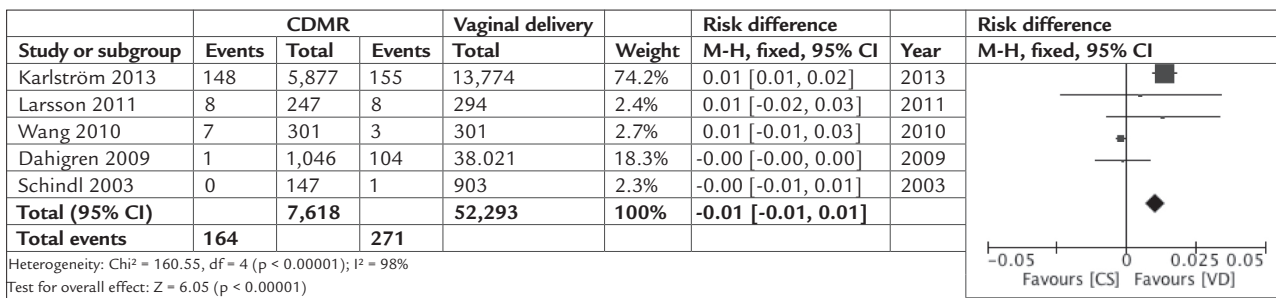 CDMR Vaginal delivery Risk difference Risk difference
Study or subgroup Events Total Events Total Weight M-H, fixed, 95% CI Year M-H, fixed, 95% CI
Karlström 2013 148 5,877 155 13,774 74.2% 0.01 [0.01, 0.02] 2013
Larsson 2011 8 247 8 294 2.4% 0.01 [-0.02, 0.03] 2011
Wang 2010 7 301 3 301 2.7% 0.01 [-0.01, 0.03] 2010
Dahigren 2009 1 1,046 104 38.021 18.3% -0.00 [-0.00, 0.00] 2009
Schindl 2003 0 147 1 903 2.3% -0.00 [-0.01, 0.01] 2003
Total (95% CI) 7,618 52,293 100% -0.01 [-0.01, 0.01]
Total events 164 271
Heterogeneity: Chi² = 160.55, df = 4 (p < 0.00001); I² = 98%
Test for overall effect: Z = 6.05 (p < 0.00001)
-0.05 0 0.025 0.05
Favours [CS] Favours [VD]